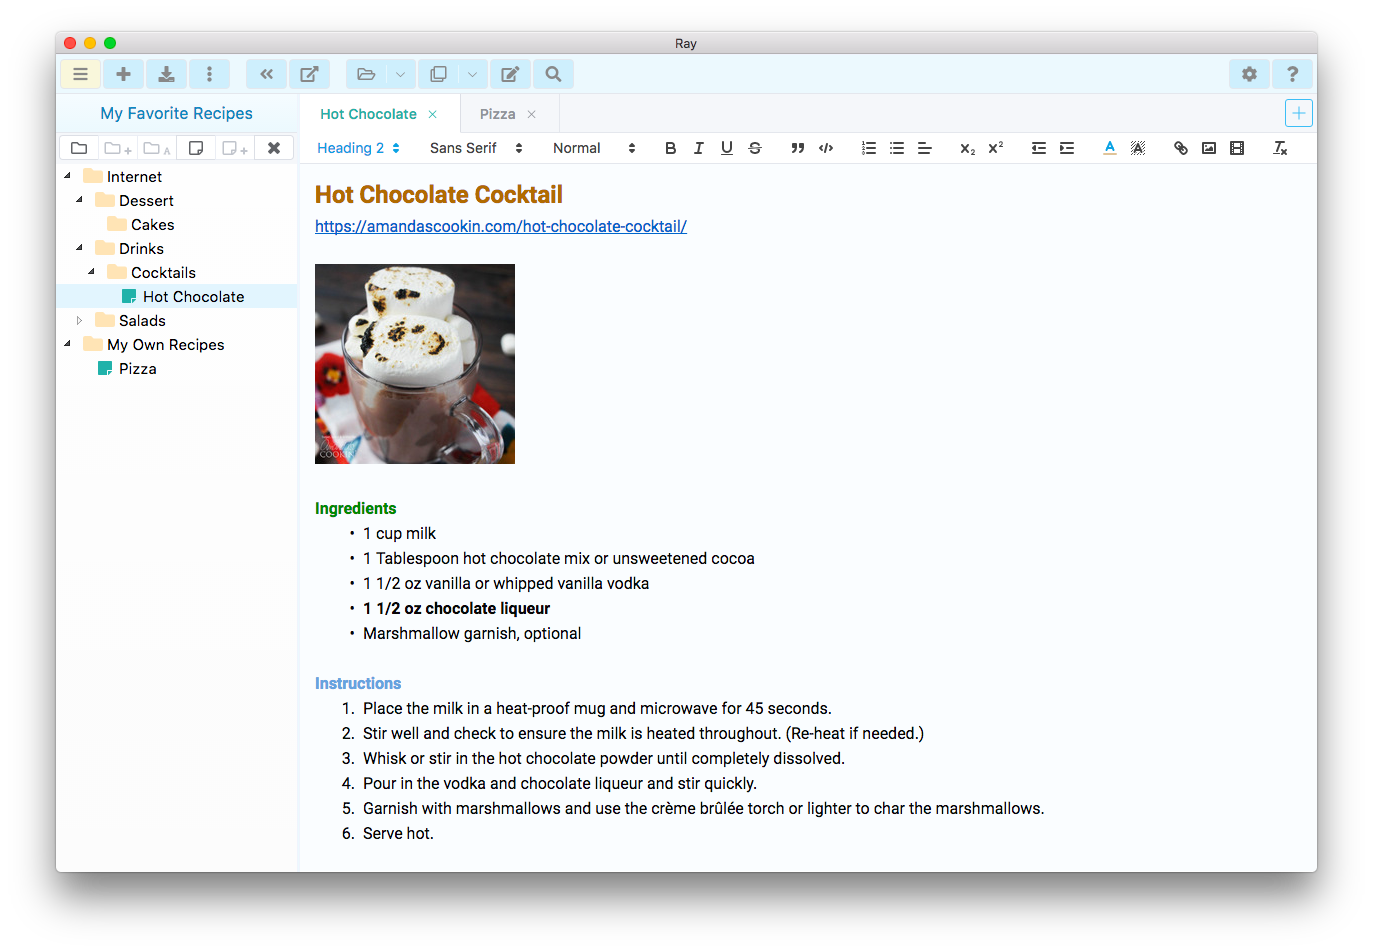 Ray
My Favorite Recipes
Hot Chocolate
Pizza
Heading 2 Sans Serif Normal
Internet
Dessert
Cakes
Drinks
Cocktails
Hot Chocolate
Salads
My Own Recipes
Pizza
Hot Chocolate Cocktail
https://amandascookin.com/hot-chocolate-cocktail/
COOKIN
Ingredients
• 1 cup milk
• 1 Tablespoon hot chocolate mix or unsweetened cocoa
• 1 1/2 oz vanilla or whipped vanilla vodka
• 1 1/2 oz chocolate liqueur
• Marshmallow garnish, optional
Instructions
1. Place the milk in a heat-proof mug and microwave for 45 seconds.
2. Stir well and check to ensure the milk is heated throughout. (Re-heat if needed.)
3. Whisk or stir in the hot chocolate powder until completely dissolved.
4. Pour in the vodka and chocolate liqueur and stir quickly.
5. Garnish with marshmallows and use the crème brûlée torch or lighter to char the marshmallows.
6. Serve hot.